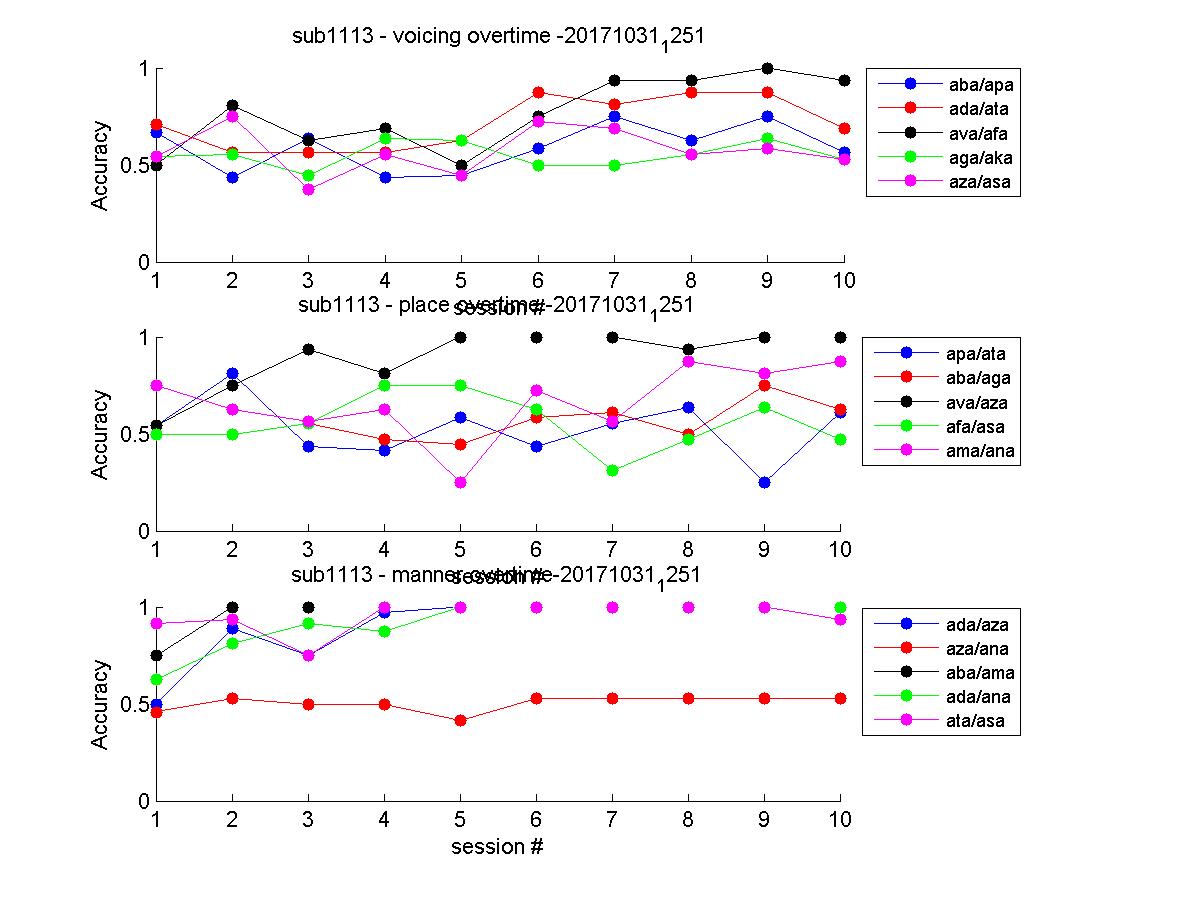 sub1113 - voicing overtime -20171031₁251
1
0.5
0
Accuracy
1 2 3 4 5 6 7 8 9 10
session #
aba/apa
ada/ata
ava/afa
aga/aka
aza/asa
sub1113 - place overtime -20171031₁251
1
0.5
0
Accuracy
1 2 3 4 5 6 7 8 9 10
session #
apa/ata
aba/aga
ava/aza
afa/asa
ama/ana
sub1113 - manner overtime -20171031₁251
1
0.5
0
Accuracy
1 2 3 4 5 6 7 8 9 10
session #
ada/aza
aza/ana
aba/ama
ada/ana
ata/asa